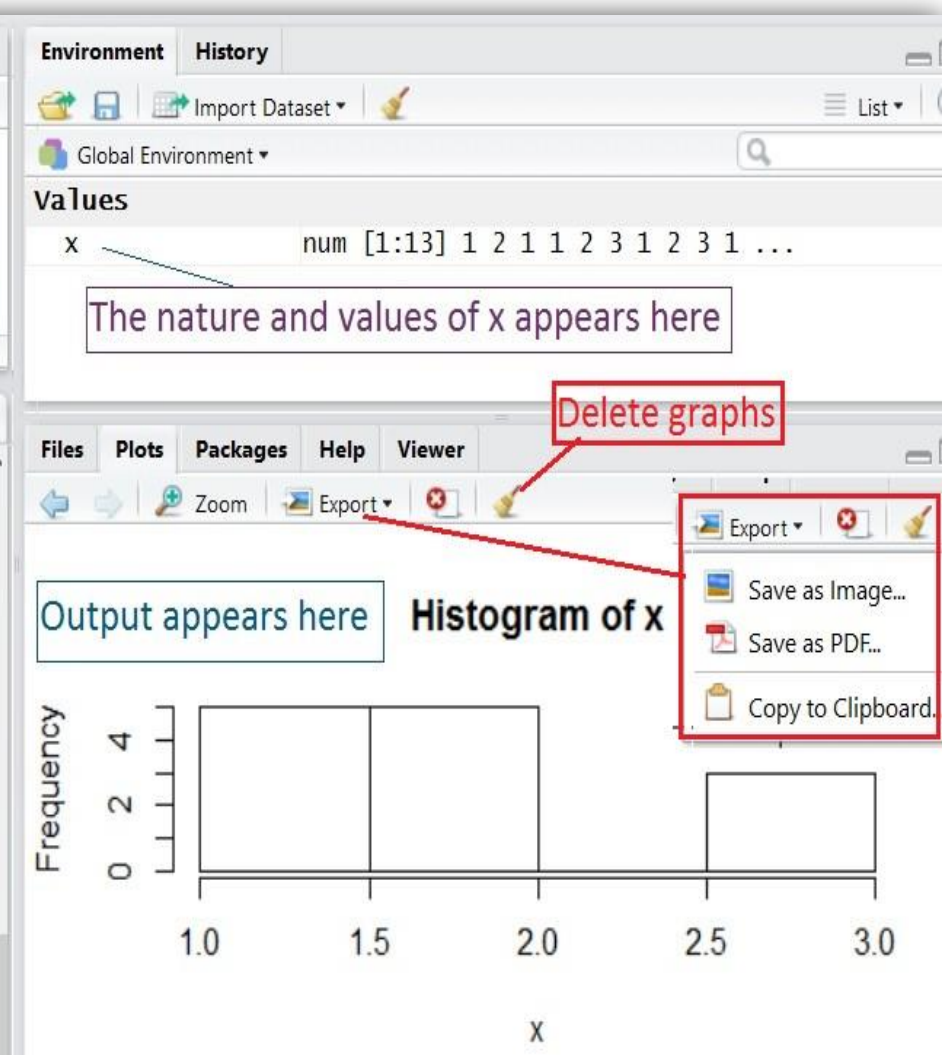 Environment History
Import Dataset List
Global Environment
Values
x num [1:13] 1 2 1 1 2 3 1 2 3 1 ...
The nature and values of x appears here
Delete graphs
Files Plots Packages Help Viewer
Zoom Export
Export
Save as Image...
Save as PDF...
Copy to Clipboard.
Output appears here
Histogram of x
Frequency
4
2
0
1.0 1.5 2.0 2.5 3.0
x